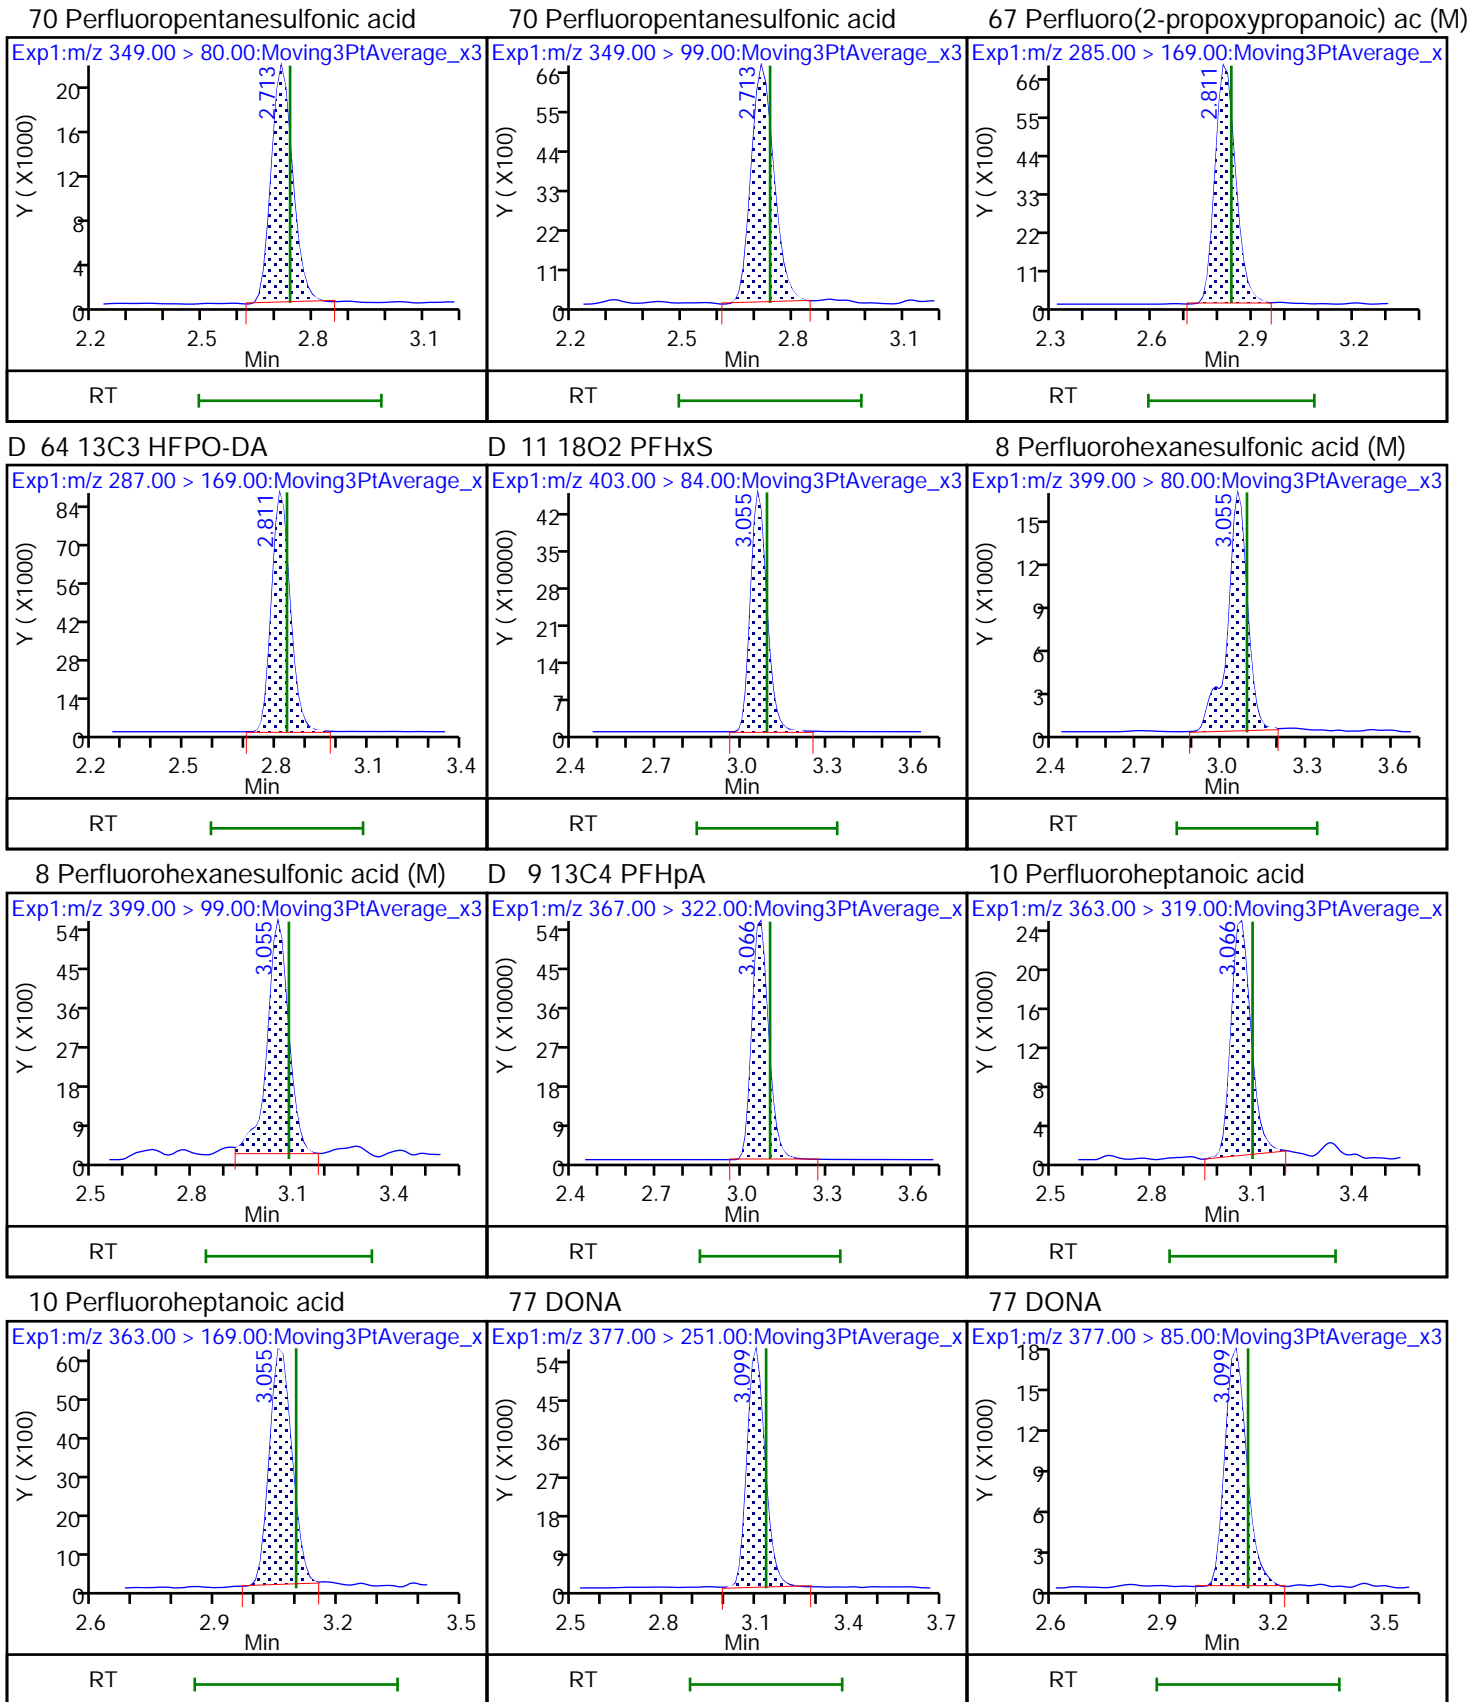 70 Perfluoropentanesulfonic acid
Exp1:m/z 349.00 > 80.00:Moving3PtAverage_x3
2.713
Y ( X1000)
20
16
12
8
4
0
2.2 2.5 2.8 3.1
Min
RT
70 Perfluoropentanesulfonic acid
Exp1:m/z 349.00 > 99.00:Moving3PtAverage_x3
2.713
Y ( X100)
66
55
44
33
22
11
0
2.2 2.5 2.8 3.1
Min
RT
67 Perfluoro(2-propoxypropanoic) ac (M)
Exp1:m/z 285.00 > 169.00:Moving3PtAverage_x
2.811
Y ( X100)
66
55
44
33
22
11
0
2.3 2.6 2.9 3.2
Min
RT
D 64 13C3 HFPO-DA
Exp1:m/z 287.00 > 169.00:Moving3PtAverage_x
2.811
Y ( X1000)
84
70
56
42
28
14
0
2.2 2.5 2.8 3.1 3.4
Min
RT
D 11 18O2 PFHxS
Exp1:m/z 403.00 > 84.00:Moving3PtAverage_x3
3.055
Y ( X10000)
42
35
28
21
14
7
0
2.4 2.7 3.0 3.3 3.6
Min
RT
8 Perfluorohexanesulfonic acid (M)
Exp1:m/z 399.00 > 80.00:Moving3PtAverage_x3
3.055
Y ( X1000)
15
12
9
6
3
0
2.4 2.7 3.0 3.3 3.6
Min
RT
8 Perfluorohexanesulfonic acid (M)
Exp1:m/z 399.00 > 99.00:Moving3PtAverage_x3
3.055
Y ( X100)
54
45
36
27
18
9
0
2.5 2.8 3.1 3.4
Min
RT
D 9 13C4 PFHpA
Exp1:m/z 367.00 > 322.00:Moving3PtAverage_x
3.066
Y ( X10000)
54
45
36
27
18
9
0
2.4 2.7 3.0 3.3 3.6
Min
RT
10 Perfluoroheptanoic acid
Exp1:m/z 363.00 > 319.00:Moving3PtAverage_x
3.066
Y ( X1000)
24
20
16
12
8
4
0
2.5 2.8 3.1 3.4
Min
RT
10 Perfluoroheptanoic acid
Exp1:m/z 363.00 > 169.00:Moving3PtAverage_x
3.055
Y ( X100)
60
50
40
30
20
10
0
2.6 2.9 3.2 3.5
Min
RT
77 DONA
Exp1:m/z 377.00 > 251.00:Moving3PtAverage_x
3.099
Y ( X1000)
54
45
36
27
18
9
0
2.5 2.8 3.1 3.4 3.7
Min
RT
77 DONA
Exp1:m/z 377.00 > 85.00:Moving3PtAverage_x3
3.099
Y ( X1000)
18
15
12
9
6
3
0
2.6 2.9 3.2 3.5
Min
RT